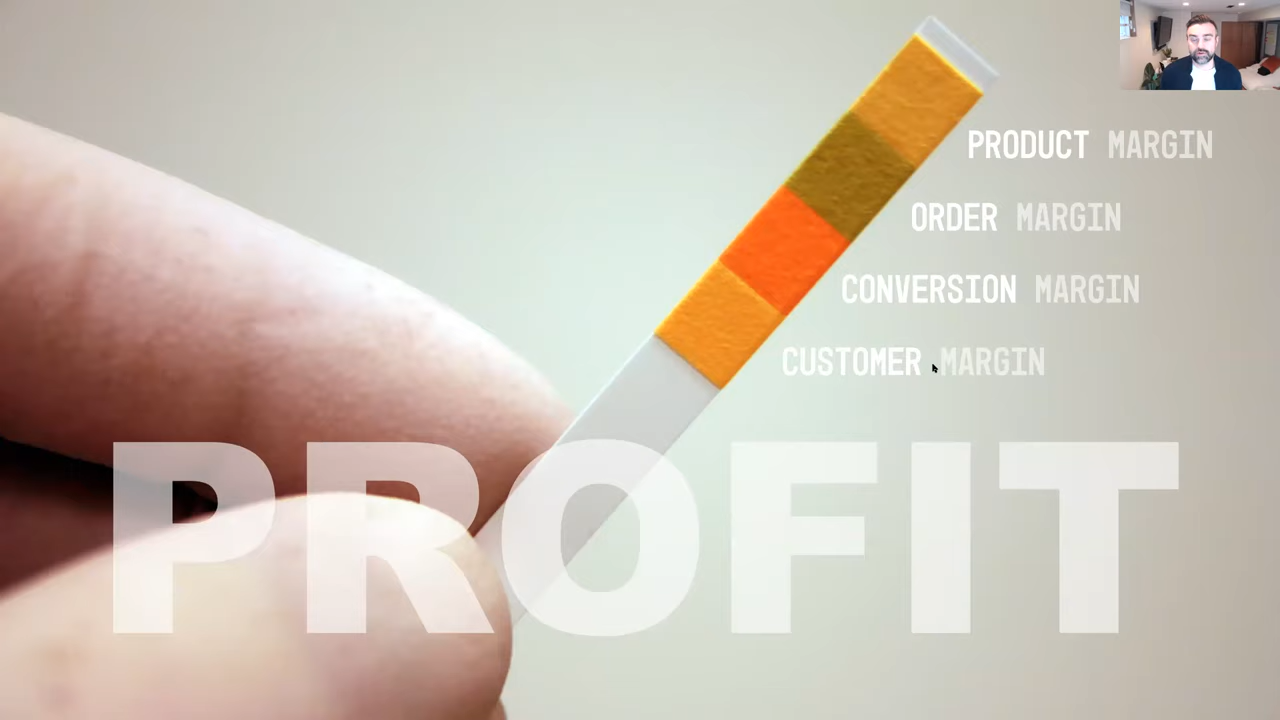 PRODUCT MARGIN
ORDER MARGIN
CONVERSION MARGIN
CUSTOMER MARGIN
PROFIT